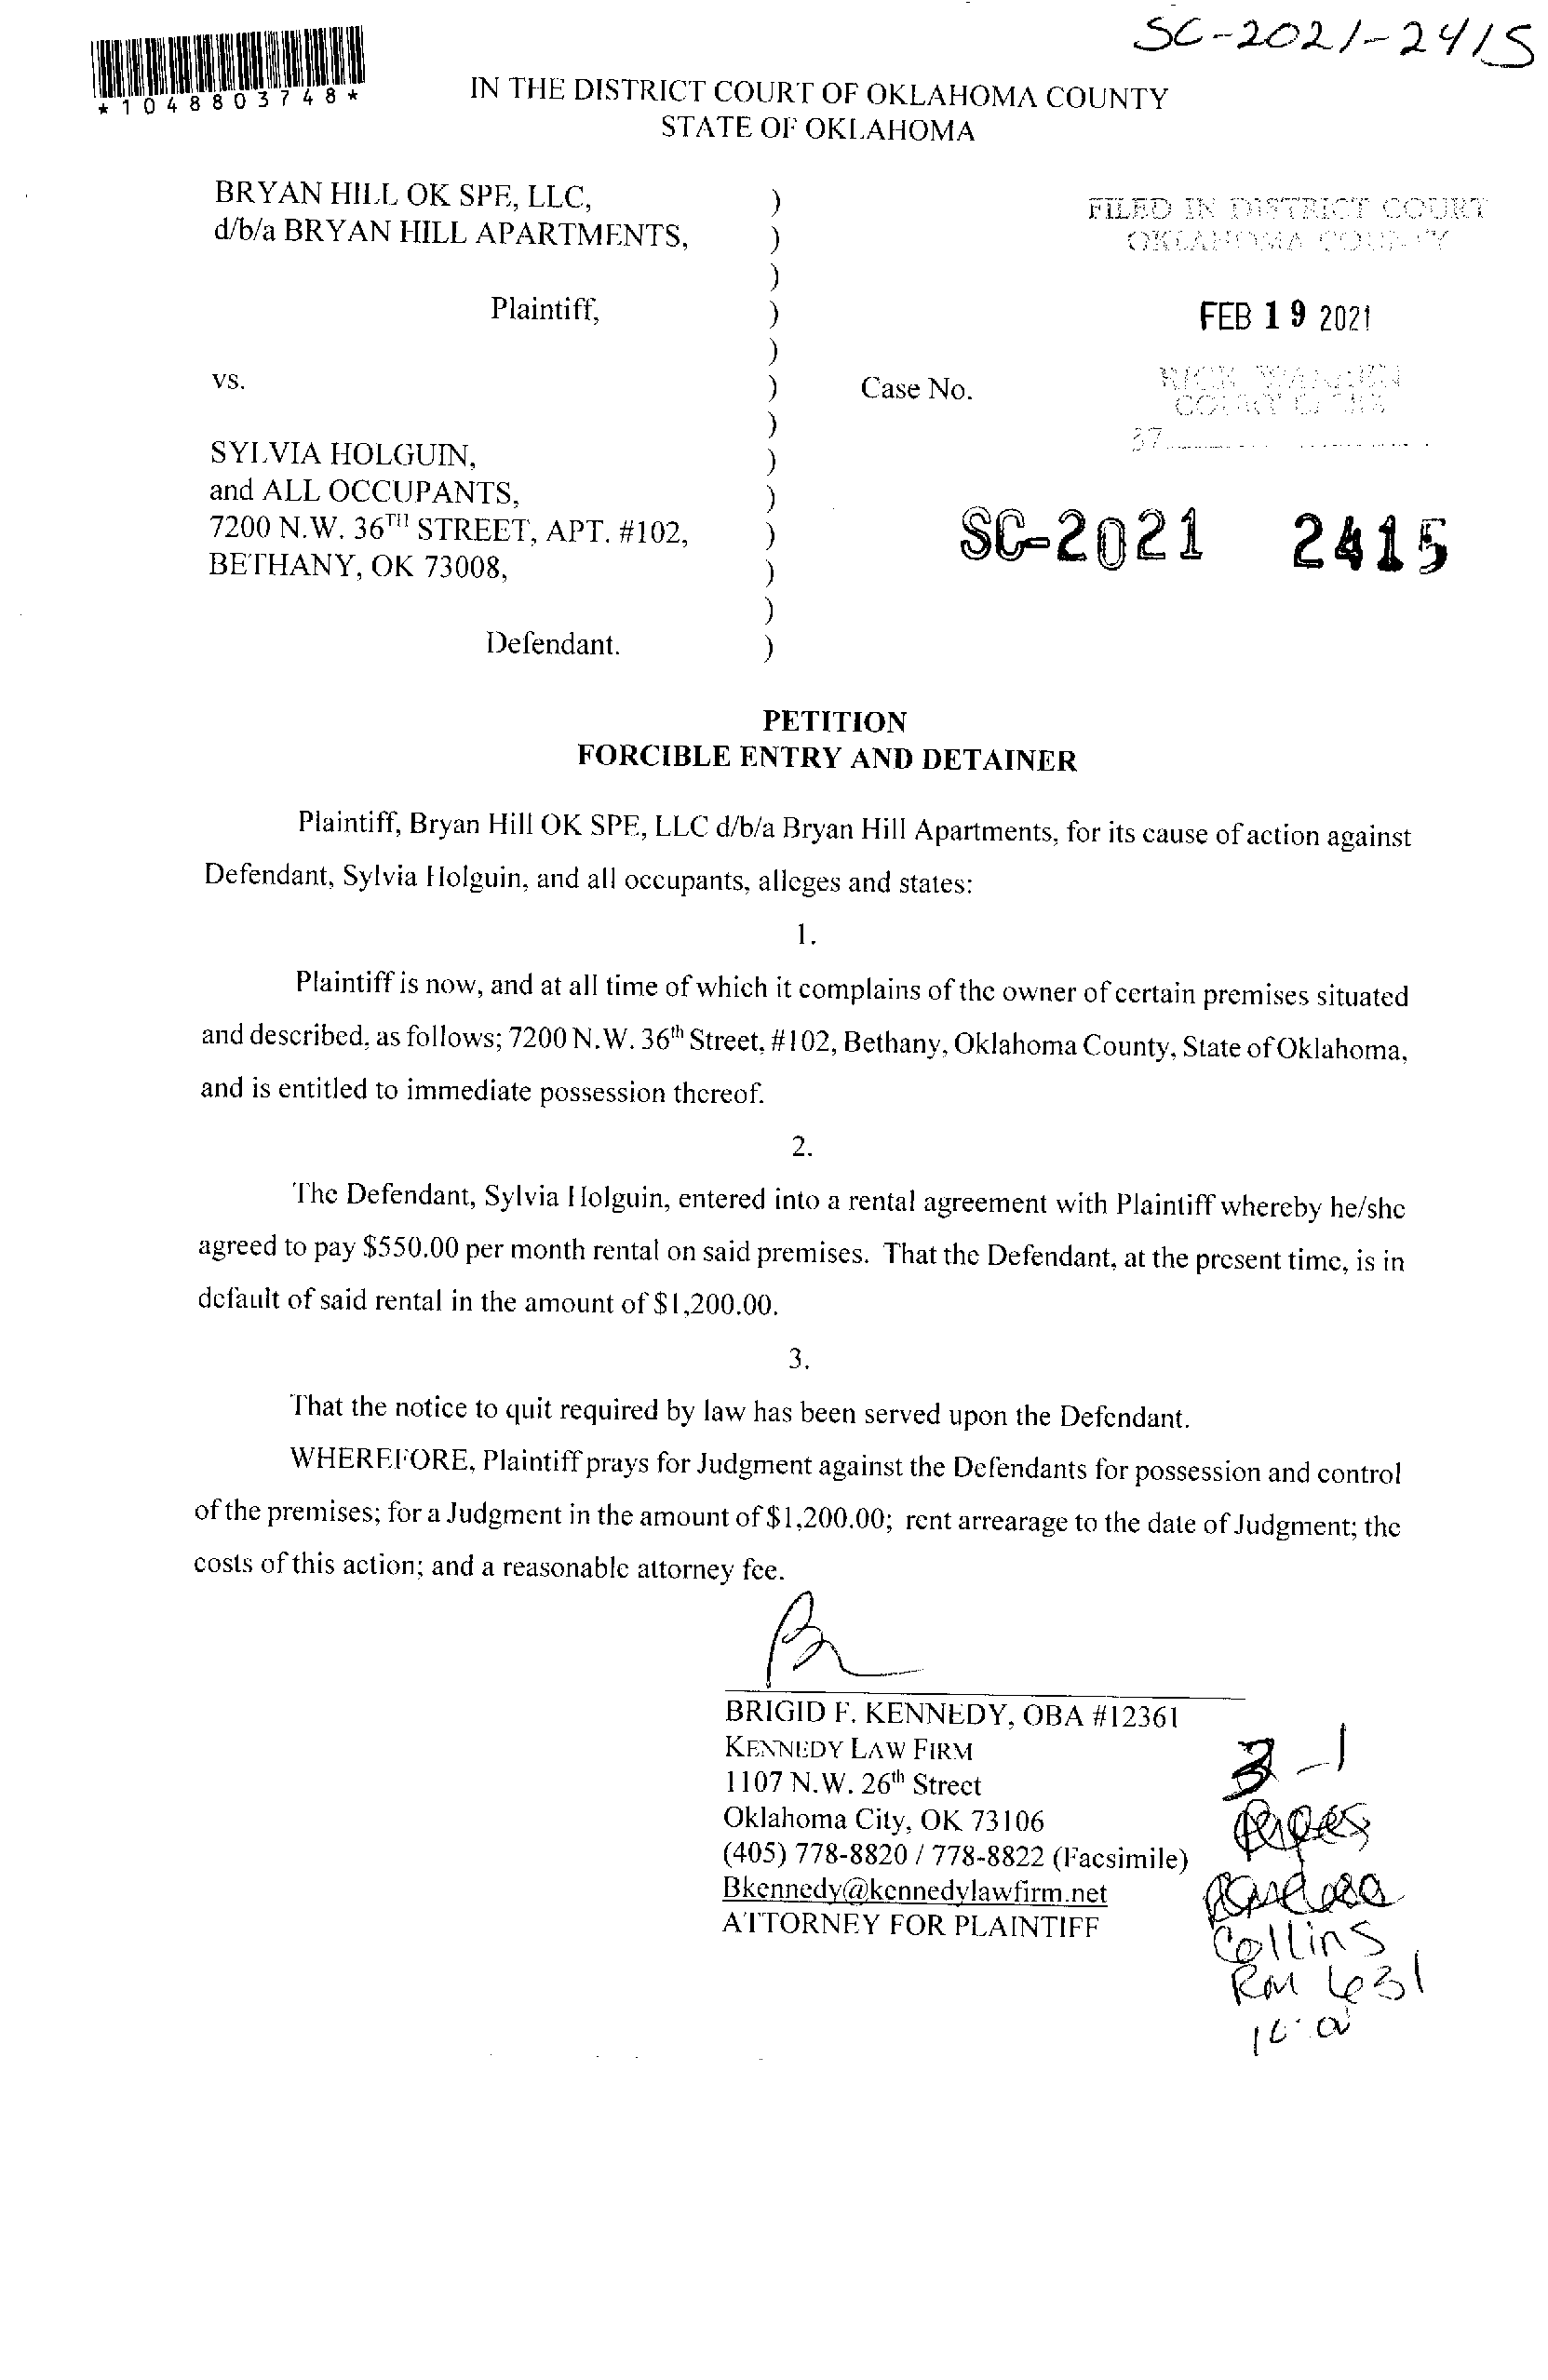 SC-2021-2415
*1048803748*
IN THE DISTRICT COURT OF OKLAHOMA COUNTY
STATE OF OKLAHOMA
BRYAN HILL OK SPE, LLC, )
d/b/a BRYAN HILL APARTMENTS, )
)
Plaintiff, )
)
vs. ) Case No.
)
SYLVIA HOLGUIN, )
and ALL OCCUPANTS, )
7200 N.W. 36TH STREET, APT. #102, )
BETHANY, OK 73008, )
)
Defendant. )
FILED IN DISTRICT COURT
OKLAHOMA COUNTY
FEB 19 2021
RICK WARREN
COURT CLERK
37
SC-2021 2415
PETITION
FORCIBLE ENTRY AND DETAINER
Plaintiff, Bryan Hill OK SPE, LLC d/b/a Bryan Hill Apartments, for its cause of action against
Defendant, Sylvia Holguin, and all occupants, alleges and states:
1.
Plaintiff is now, and at all time of which it complains of the owner of certain premises situated
and described, as follows; 7200 N.W. 36th Street, #102, Bethany, Oklahoma County, State of Oklahoma,
and is entitled to immediate possession thereof.
2.
The Defendant, Sylvia Holguin, entered into a rental agreement with Plaintiff whereby he/she
agreed to pay $550.00 per month rental on said premises. That the Defendant, at the present time, is in
default of said rental in the amount of $1,200.00.
3.
That the notice to quit required by law has been served upon the Defendant.
WHEREFORE, Plaintiff prays for Judgment against the Defendants for possession and control
of the premises; for a Judgment in the amount of $1,200.00; rent arrearage to the date of Judgment; the
costs of this action; and a reasonable attorney fee.
BRIGID F. KENNEDY, OBA #12361
KENNEDY LAW FIRM
1107 N.W. 26th Street
Oklahoma City, OK 73106
(405) 778-8820 / 778-8822 (Facsimile)
Bkennedy@kennedylawfirm.net
ATTORNEY FOR PLAINTIFF
3-1
Collins
RM 631